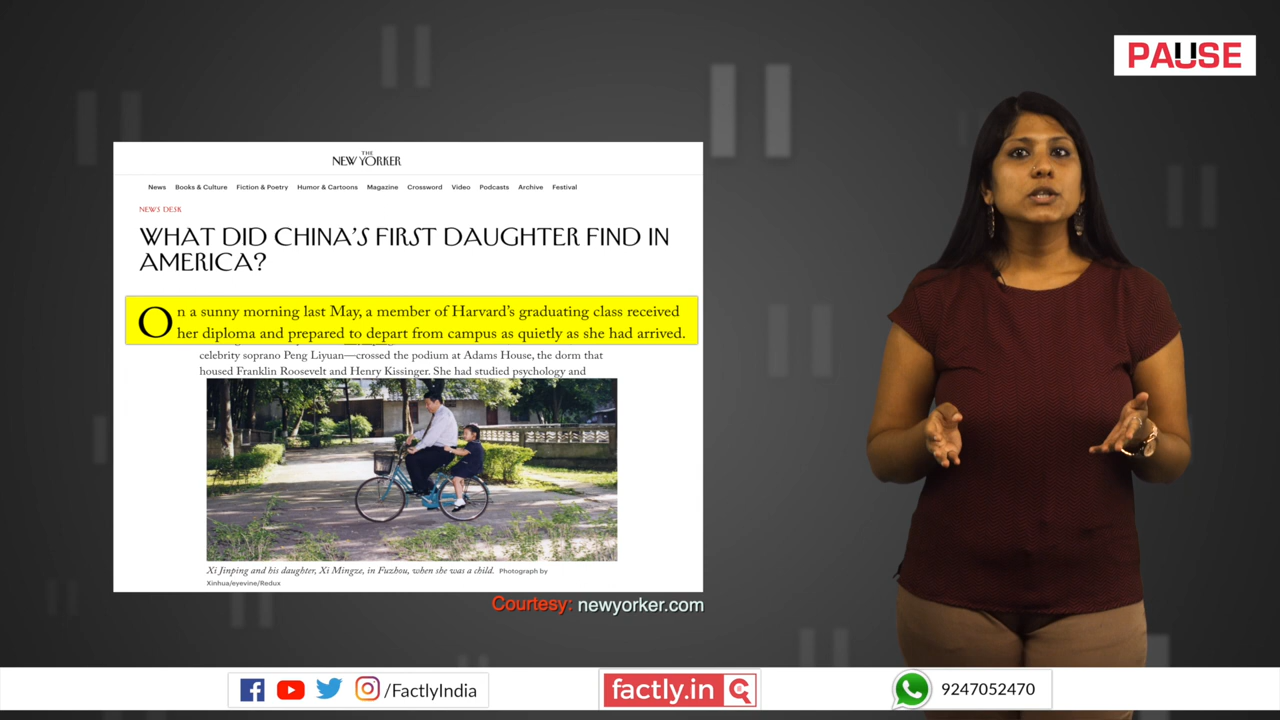 PAUSE
THE
NEW YORKER
News Books & Culture Fiction & Poetry Humor & Cartoons Magazine Crossword Video Podcasts Archive Festival
NEWS DESK
WHAT DID CHINA'S FIRST DAUGHTER FIND IN
AMERICA?
On a sunny morning last May, a member of Harvard's graduating class received
her diploma and prepared to depart from campus as quietly as she had arrived.
celebrity soprano Peng Liyuan—crossed the podium at Adams House, the dorm that
housed Franklin Roosevelt and Henry Kissinger. She had studied psychology and
Xi Jinping and his daughter, Xi Mingze, in Fuzhou, when she was a child. Photograph by
Xinhua/eyevine/Redux
Courtesy: newyorker.com
/FactlyIndia
factly.in
9247052470